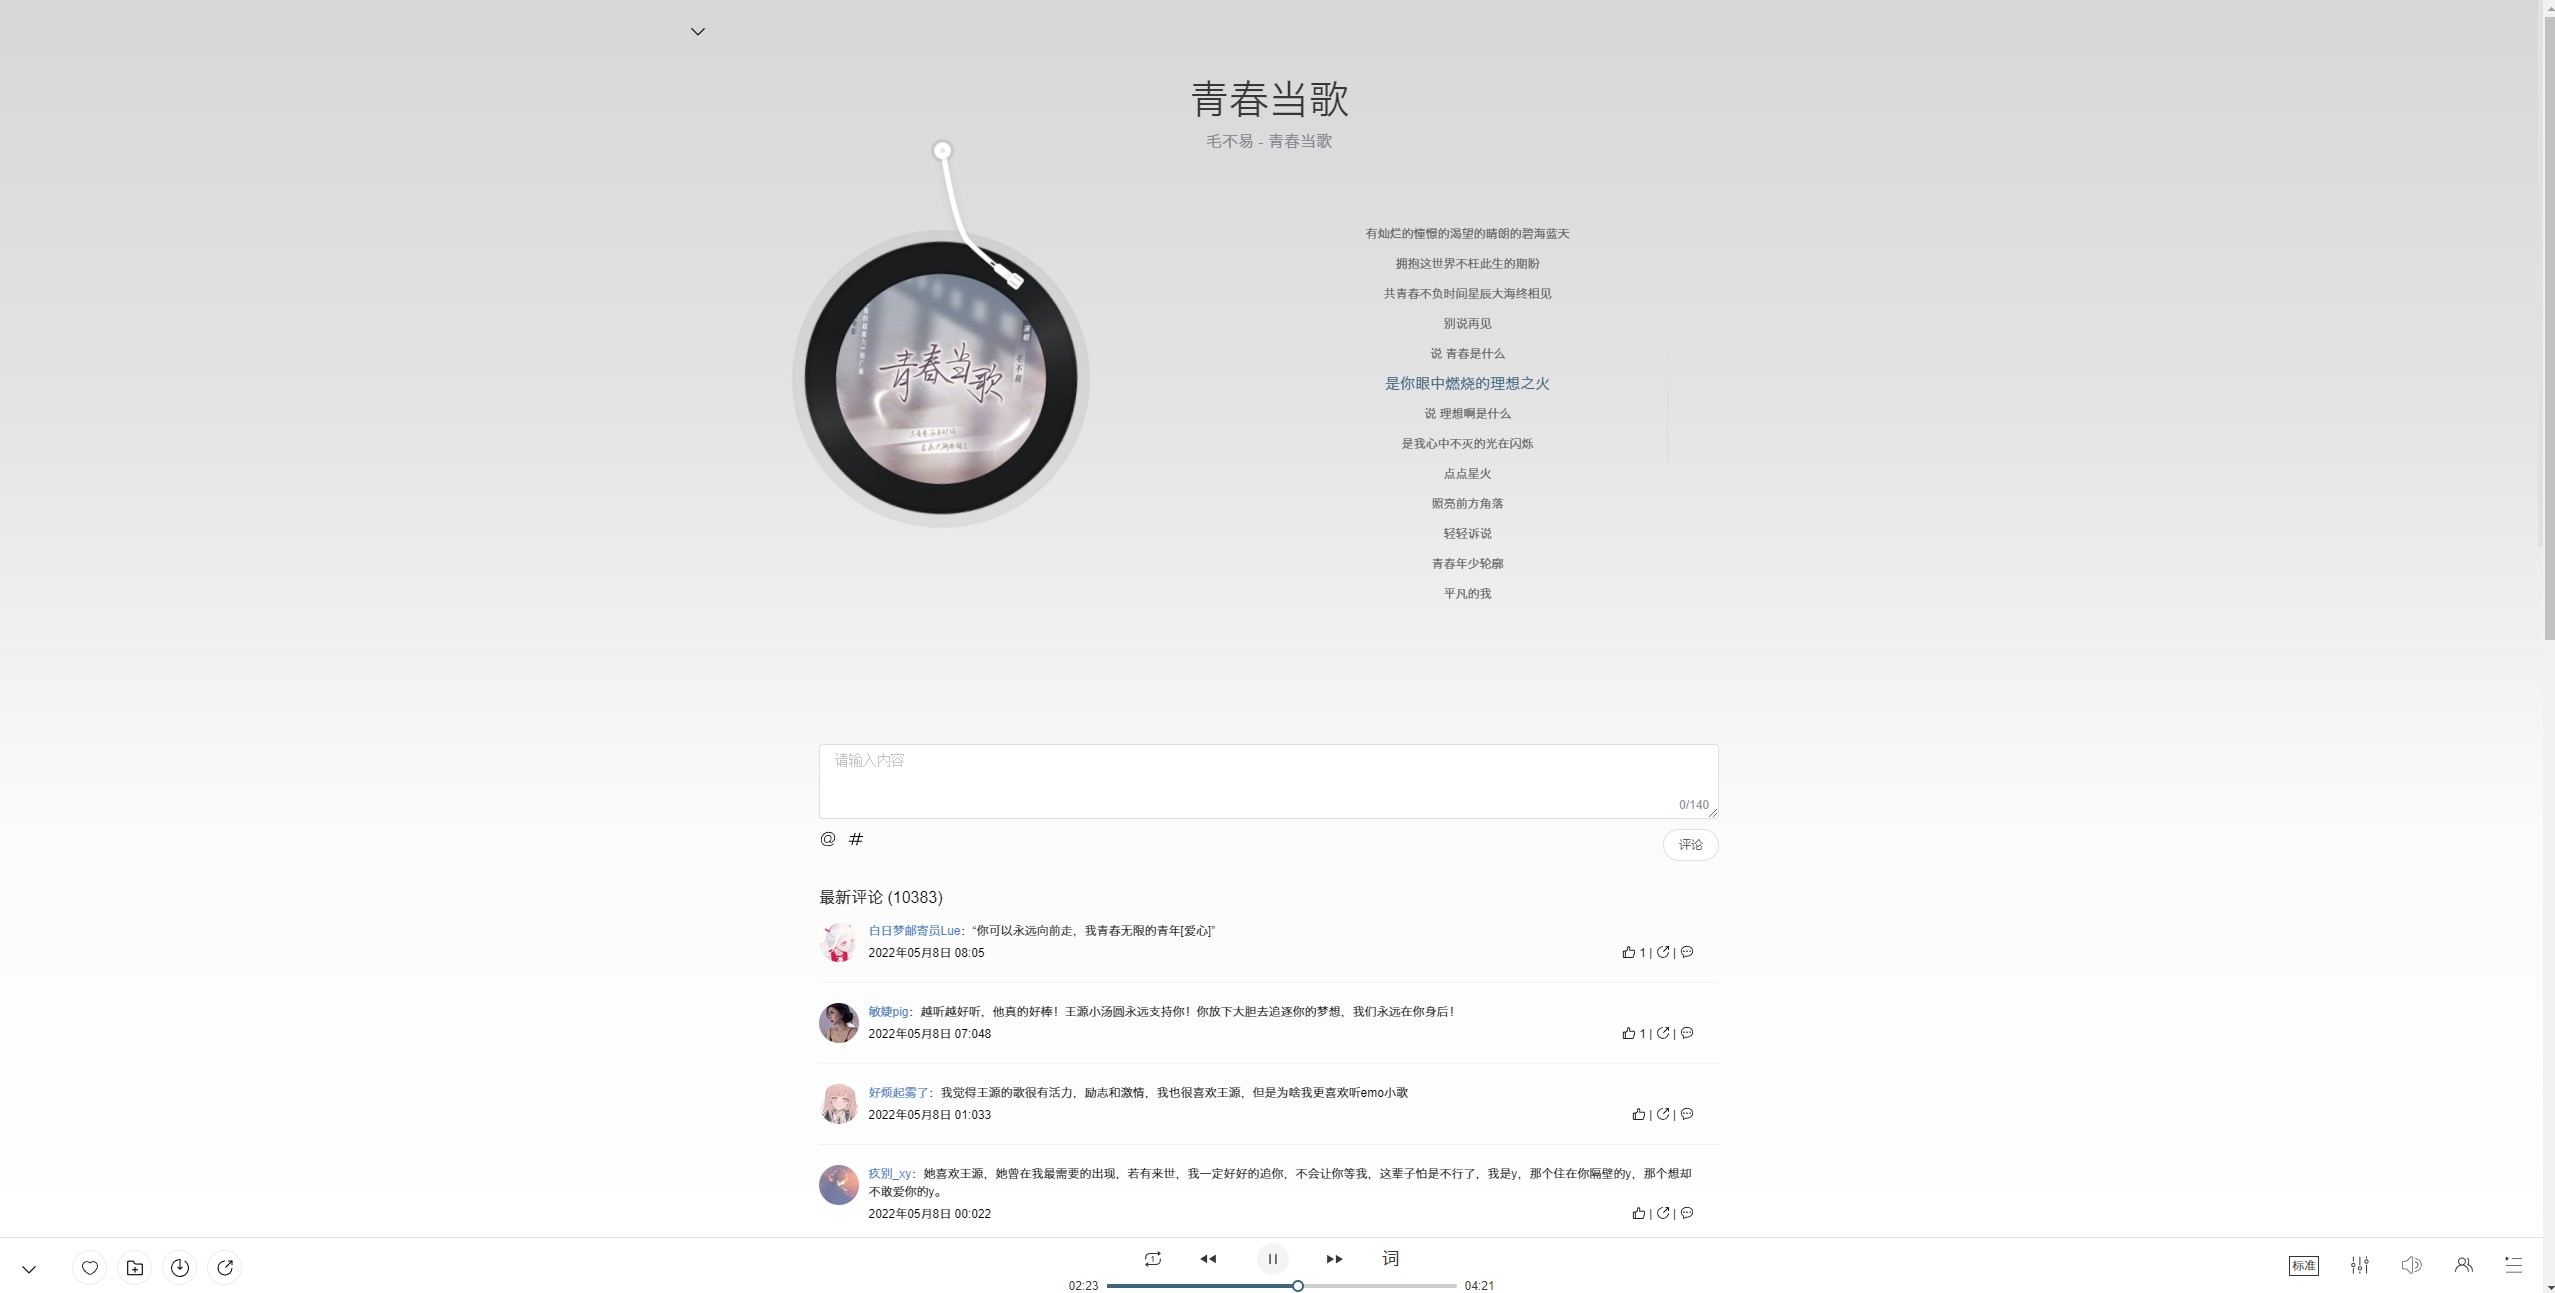 青春当歌
毛不易 - 青春当歌
青春当歌
毛不易
有灿烂的憧憬的渴望的晴朗的碧海蓝天
拥抱这世界不枉此生的期盼
共青春不负时间星辰大海终相见
别说再见
说 青春是什么
是你眼中燃烧的理想之火
说 理想啊是什么
是我心中不灭的光在闪烁
点点星火
照亮前方角落
轻轻诉说
青春年少轮廓
平凡的我
请输入内容
0/140
@ #
评论
最新评论 (10383)
白日梦邮寄员Lue：“你可以永远向前走，我青春无限的青年[爱心]”
2022年05月8日 08:05
1 | |
敏婕pig：越听越好听，他真的好棒！王源小汤圆永远支持你！你放下大胆去追逐你的梦想，我们永远在你身后！
2022年05月8日 07:048
1 | |
好烦起雾了：我觉得王源的歌很有活力，励志和激情，我也很喜欢王源，但是为啥我更喜欢听emo小歌
2022年05月8日 01:033
| |
疚别_xy：她喜欢王源，她曾在我最需要的出现，若有来世，我一定好好的追你，不会让你等我，这辈子怕是不行了，我是y，那个住在你隔壁的y，那个想却
不敢爱你的y。
2022年05月8日 00:022
| |
词
02:23
04:21
标准